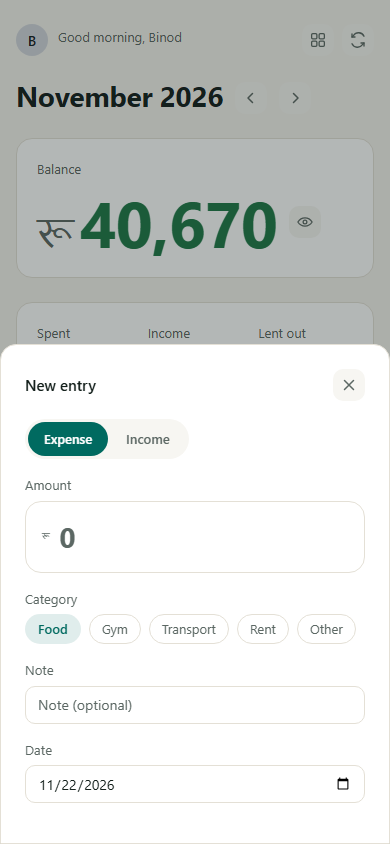 B
Good morning, Binod
November 2026
Balance
रू 40,670
Spent Income Lent out
New entry
Expense Income
Amount
रू 0
Category
Food Gym Transport Rent Other
Note
Note (optional)
Date
11/22/2026